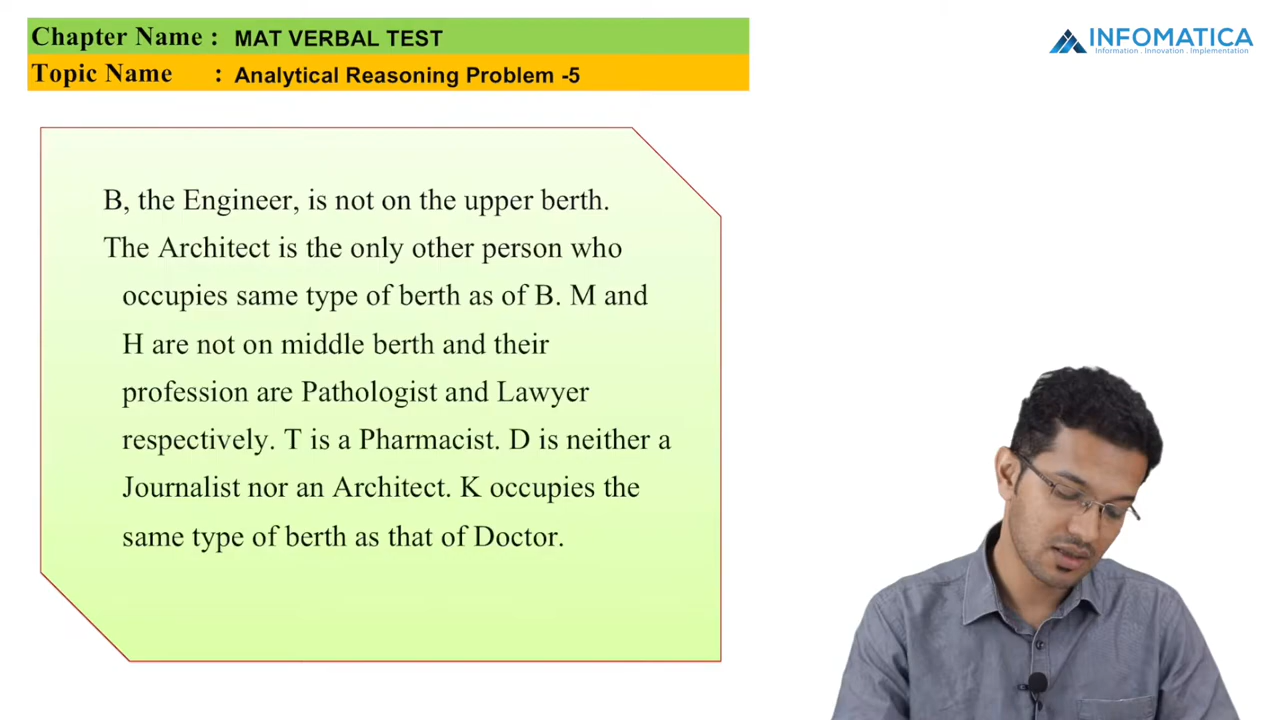 Chapter Name : MAT VERBAL TEST
Topic Name : Analytical Reasoning Problem -5
INFOMATICA
Information . Innovation . Implementation
B, the Engineer, is not on the upper berth.
The Architect is the only other person who
occupies same type of berth as of B. M and
H are not on middle berth and their
profession are Pathologist and Lawyer
respectively. T is a Pharmacist. D is neither a
Journalist nor an Architect. K occupies the
same type of berth as that of Doctor.